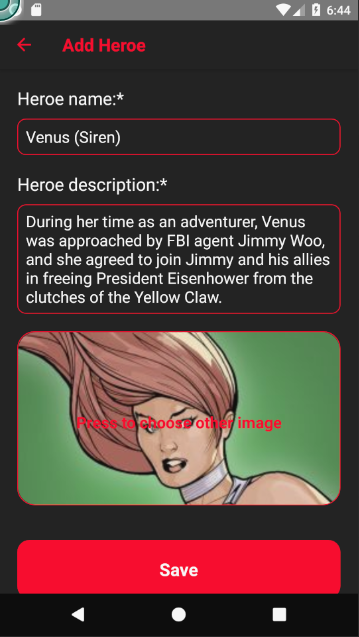 6:44
Add Heroe
Heroe name:*
Venus (Siren)
Heroe description:*
During her time as an adventurer, Venus
was approached by FBI agent Jimmy Woo,
and she agreed to join Jimmy and his allies
in freeing President Eisenhower from the
clutches of the Yellow Claw.
Press to choose other image
Save